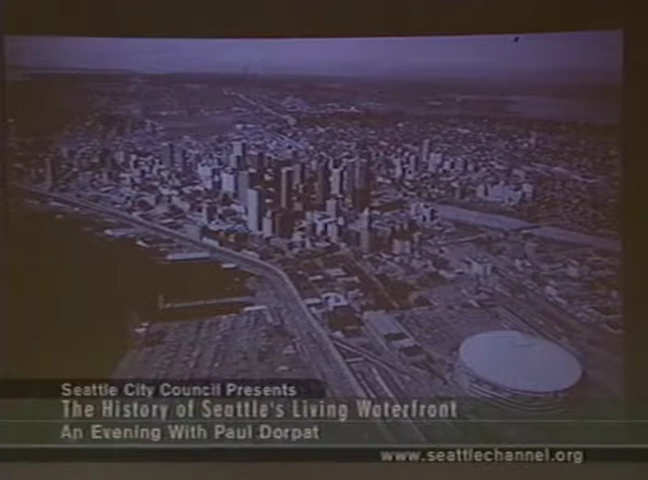 Seattle City Council Presents
The History of Seattle's Living Waterfront
An Evening With Paul Dorpat
www.seattlechannel.org